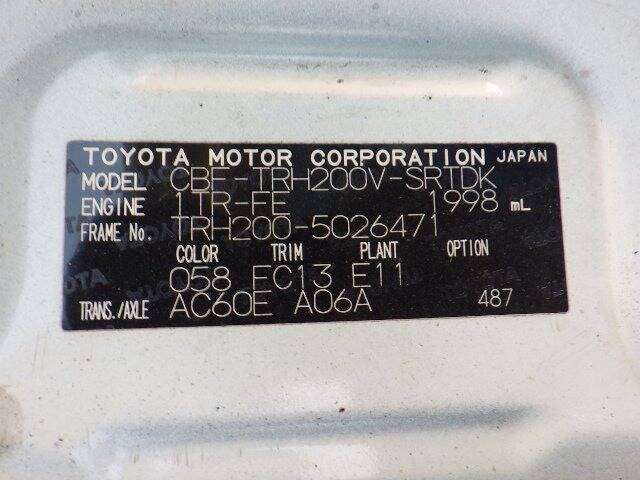 TOYOTA MOTOR CORPORATION JAPAN
MODEL CBF-TRH200V-SRTDK
ENGINE 1TR-FE 1998 mL
FRAME No. TRH200-5026471
COLOR TRIM PLANT OPTION
058 FC13 E11
TRANS./AXLE AC60E A06A 487